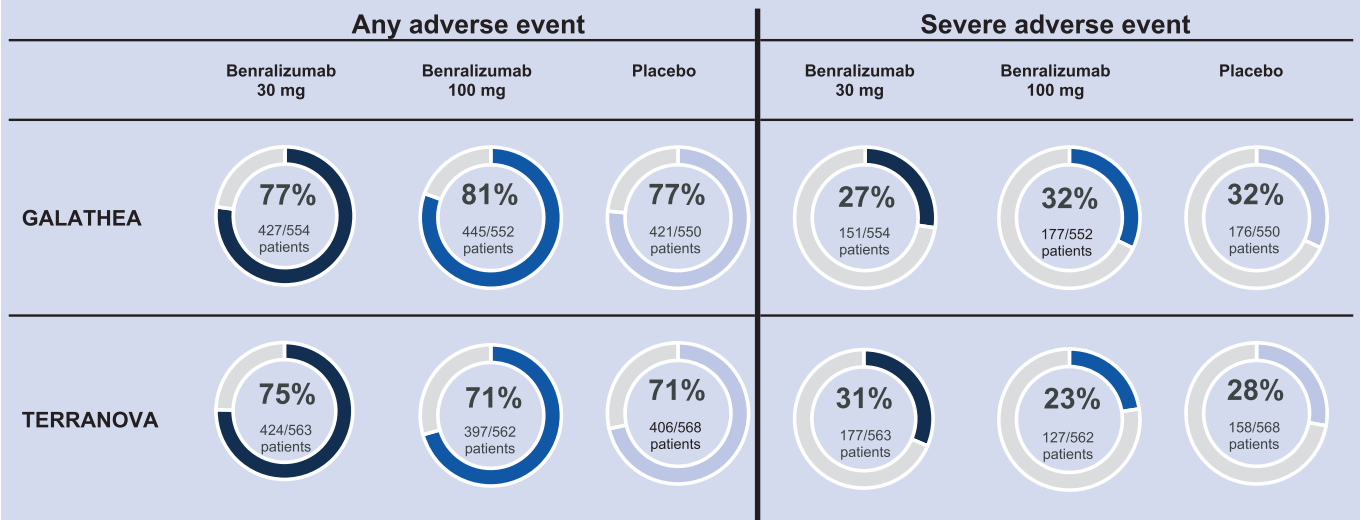 Any adverse event
Severe adverse event
Benralizumab
30 mg
Benralizumab
100 mg
Placebo
Benralizumab
30 mg
Benralizumab
100 mg
Placebo
GALATHEA
77%
427/554
patients
81%
445/552
patients
77%
421/550
patients
27%
151/554
patients
32%
177/552
patients
32%
176/550
patients
TERRANOVA
75%
424/563
patients
71%
397/562
patients
71%
406/568
patients
31%
177/563
patients
23%
127/562
patients
28%
158/568
patients